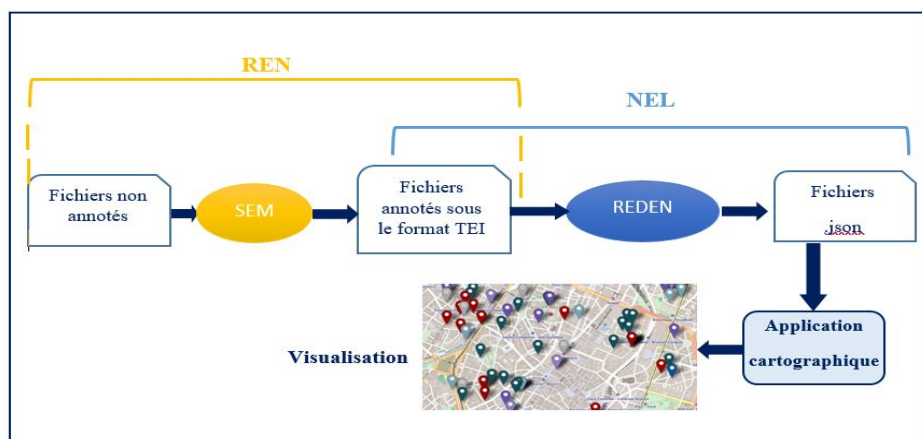 REN
NEL
Fichiers non
annotés
SEM
Fichiers
annotés sous
le format TEI
REDEN
Fichiers
.json
Application
cartographique
Visualisation